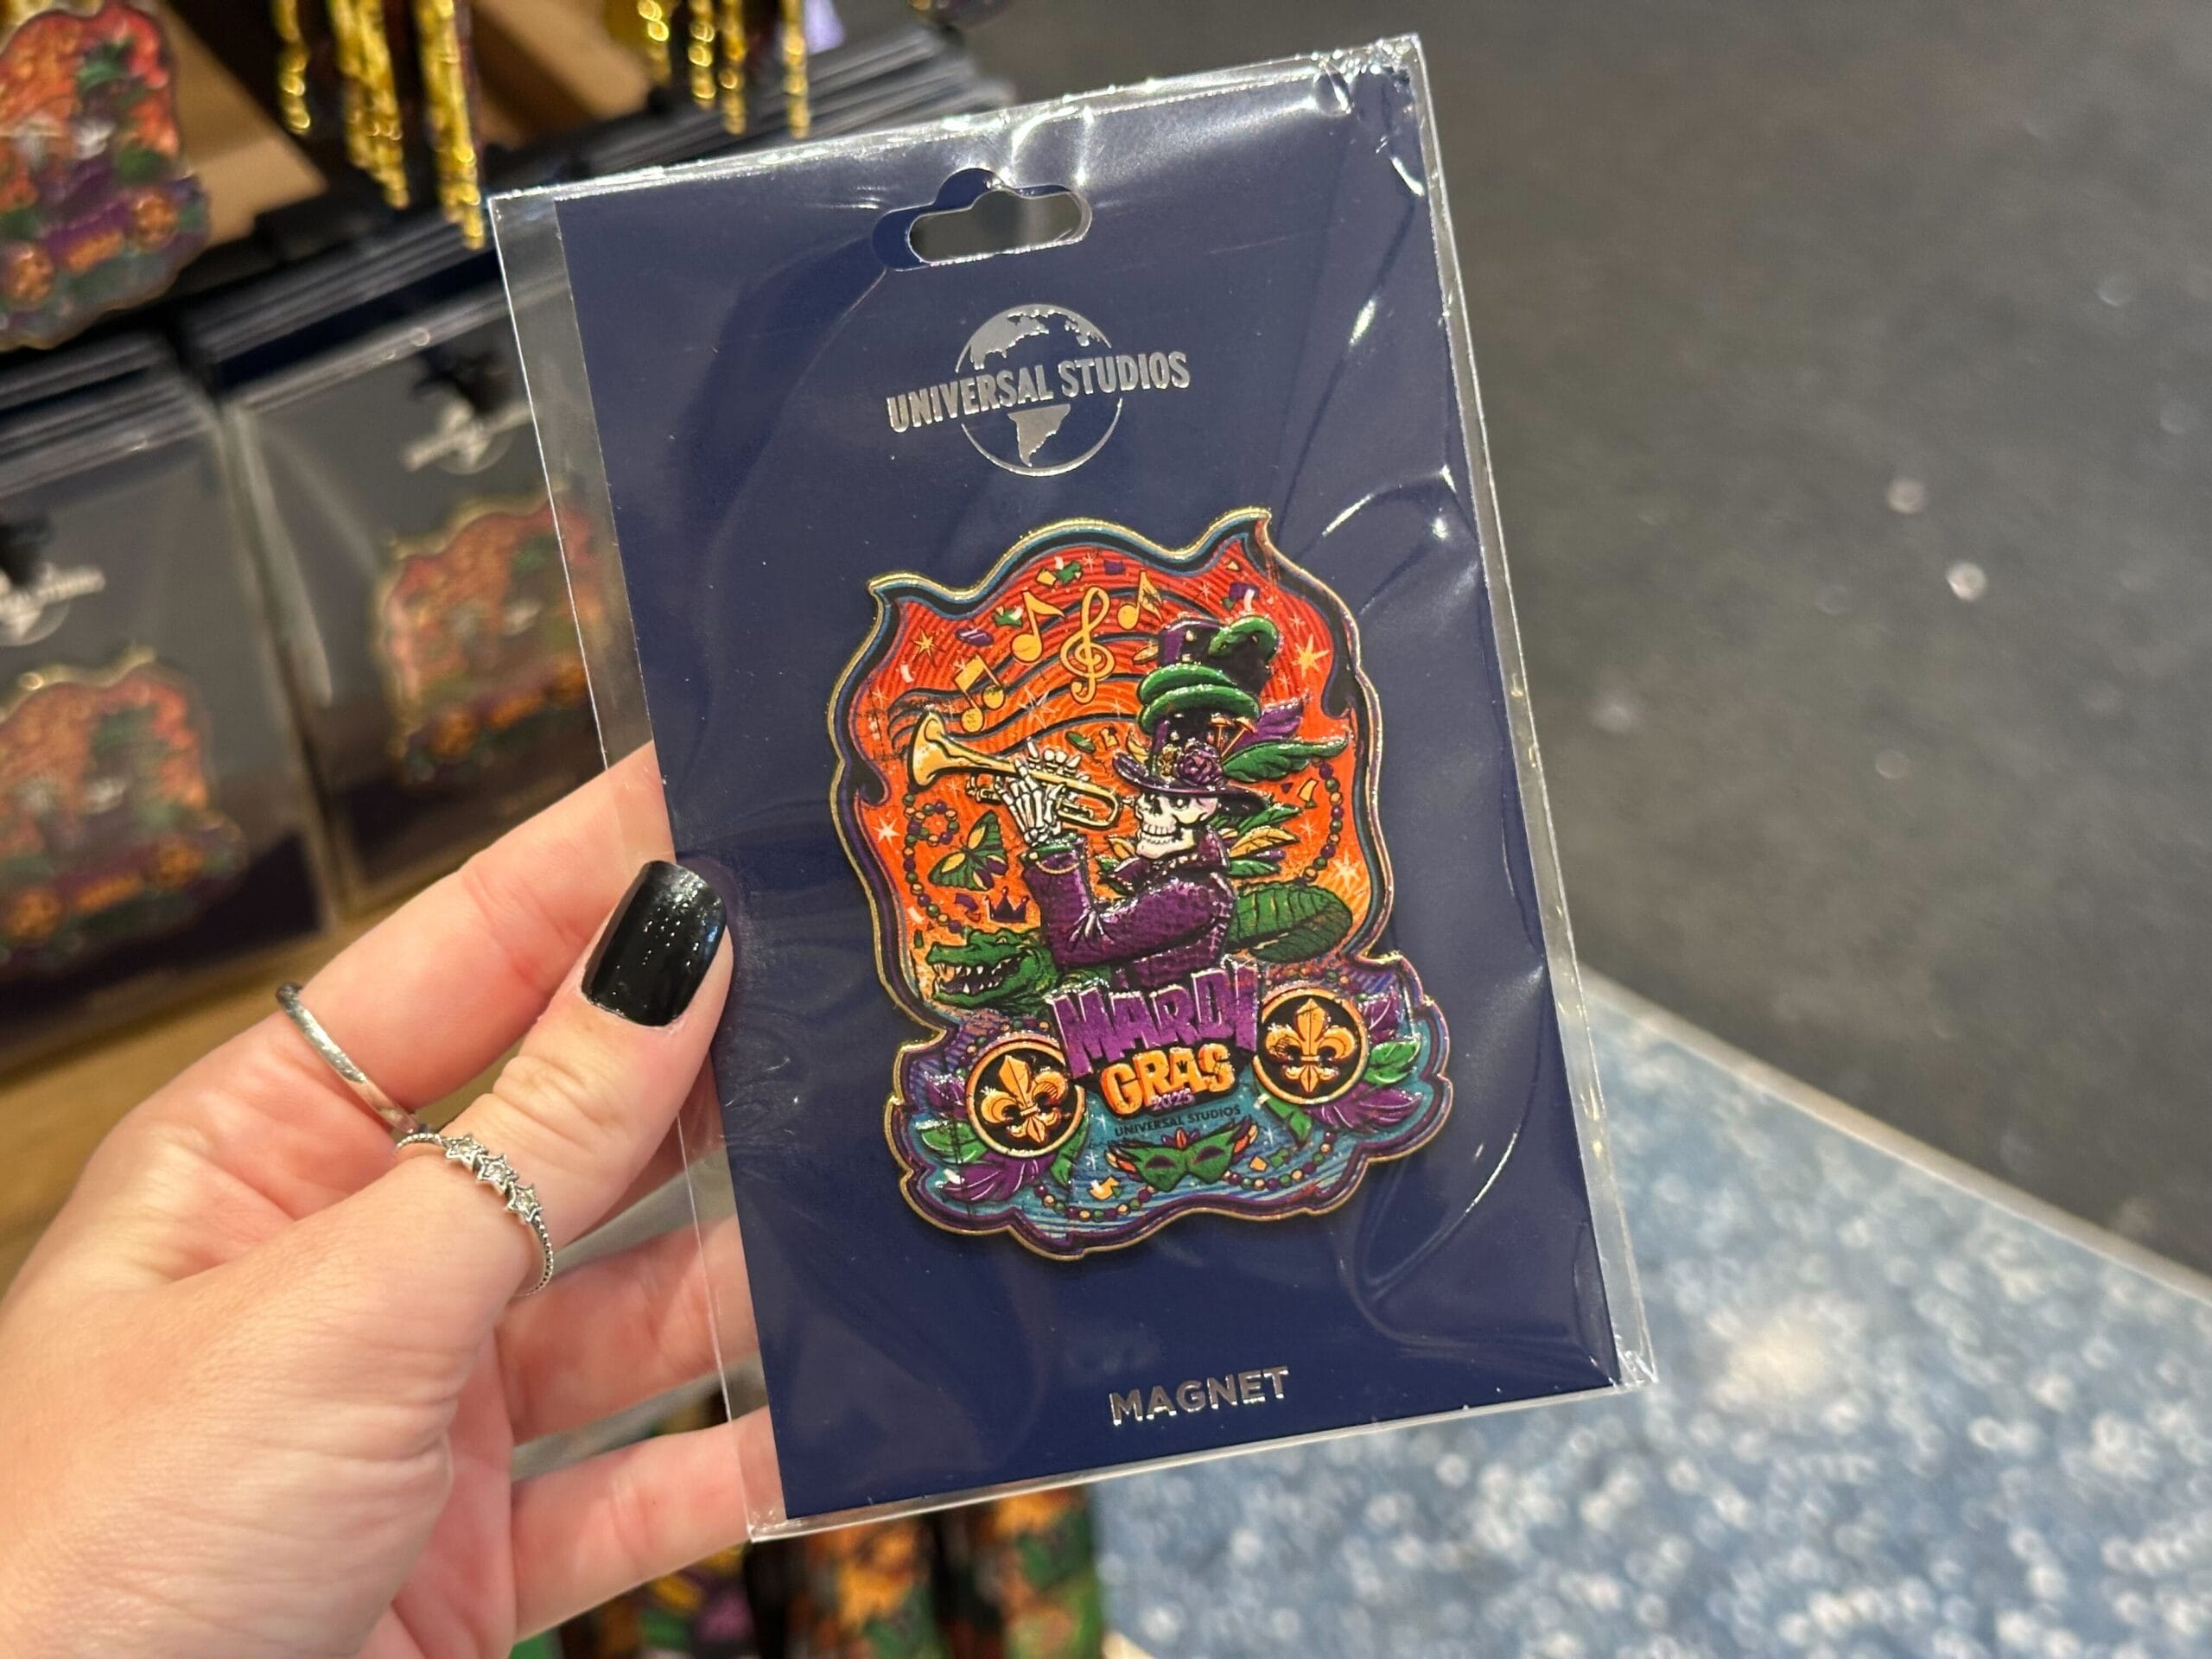 UNIVERSAL STUDIOS
MARDI
GRAS
2025
UNIVERSAL STUDIOS
MAGNET